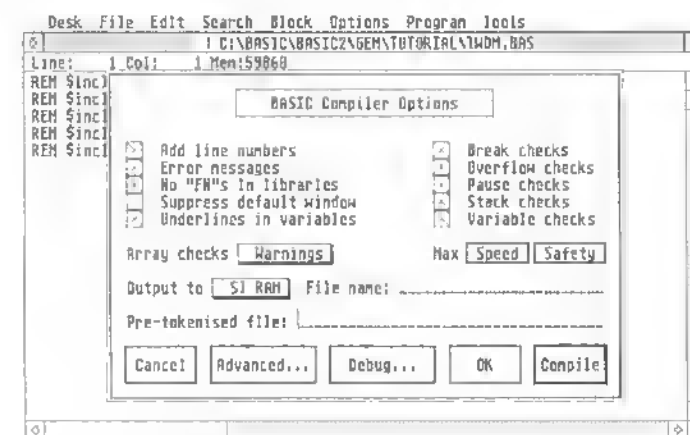 Desk File Edit Search Block Options Program Tools
C:\BASIC\BASIC2\GEM\TUTORIAL\1WDM.BAS
Line: 1 Col: 1 Mem:59868
REM $incl
REM $incl
REM $incl
REM $incl
REM $incl
BASIC Compiler Options
Add line numbers
Error messages
No "FN"s in libraries
Suppress default window
Underlines in variables
Break checks
Overflow checks
Pause checks
Stack checks
Variable checks
Array checks Warnings Max Speed Safety
Output to ST RAM File name:
Pre-tokenised file:
Cancel Advanced... Debug... OK Compile